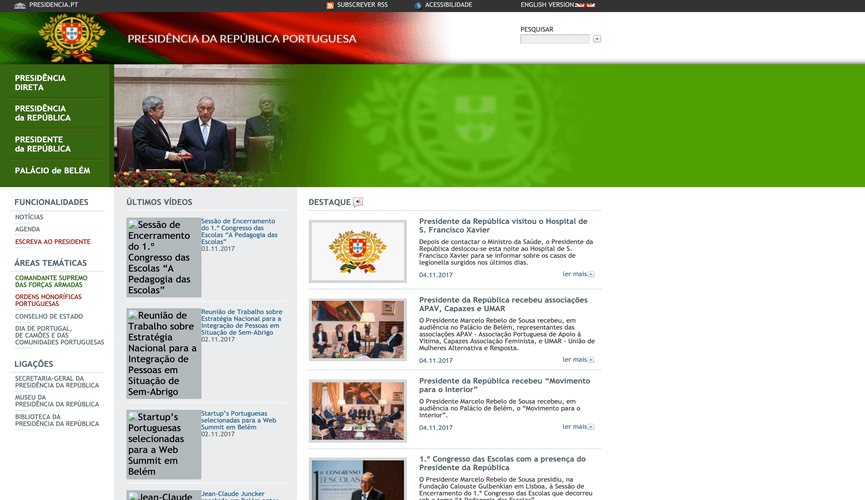 PRESIDENCIA.PT
SUBSCREVER RSS
ACESSIBILIDADE
ENGLISH VERSION
PRESIDÊNCIA DA REPÚBLICA PORTUGUESA
PESQUISAR
PRESIDÊNCIA
DIRETA
PRESIDÊNCIA
da REPÚBLICA
PRESIDENTE
da REPÚBLICA
PALÁCIO de BELÉM
FUNCIONALIDADES
NOTÍCIAS
AGENDA
ESCREVA AO PRESIDENTE
ÁREAS TEMÁTICAS
COMANDANTE SUPREMO
DAS FORÇAS ARMADAS
ORDENS HONORÍFICAS
PORTUGUESAS
CONSELHO DE ESTADO
DIA DE PORTUGAL,
DE CAMÕES E DAS
COMUNIDADES PORTUGUESAS
LIGAÇÕES
SECRETARIA-GERAL DA
PRESIDÊNCIA DA REPÚBLICA
MUSEU DA
PRESIDÊNCIA DA REPÚBLICA
BIBLIOTECA DA
PRESIDÊNCIA DA REPÚBLICA
ÚLTIMOS VÍDEOS
Sessão de
Encerramento
do 1.º
Congresso das
Escolas “A
Pedagogia das
Escolas”
Sessão de Encerramento
do 1.º Congresso das
Escolas “A Pedagogia das
Escolas”
03.11.2017
Reunião de
Trabalho sobre
Estratégia
Nacional para a
Integração de
Pessoas em
Situação de
Sem-Abrigo
Reunião de Trabalho sobre
Estratégia Nacional para a
Integração de Pessoas em
Situação de Sem-Abrigo
02.11.2017
Startup’s
Portuguesas
selecionadas
para a Web
Summit em
Belém
Startup’s Portuguesas
selecionadas para a Web
Summit em Belém
02.11.2017
Jean-Claude
Jean-Claude Juncker
DESTAQUE
Presidente da República visitou o Hospital de
S. Francisco Xavier
Depois de contactar o Ministro da Saúde, o Presidente da
República deslocou-se esta noite ao Hospital de S.
Francisco Xavier para se informar sobre os casos de
legionella surgidos nos últimos dias.
04.11.2017
ler mais
Presidente da República recebeu associações
APAV, Capazes e UMAR
O Presidente Marcelo Rebelo de Sousa recebeu, em
audiência no Palácio de Belém, representantes das
associações APAV - Associação Portuguesa de Apoio à
Vítima, Capazes Associação Feminista, e UMAR - União de
Mulheres Alternativa e Resposta.
04.11.2017
ler mais
Presidente da República recebeu “Movimento
para o Interior”
O Presidente Marcelo Rebelo de Sousa recebeu, em
audiência no Palácio de Belém, o “Movimento para o
Interior”.
04.11.2017
ler mais
1.º Congresso das Escolas com a presença do
Presidente da República
O Presidente Marcelo Rebelo de Sousa presidiu, na
Fundação Calouste Gulbenkian em Lisboa, à Sessão de
Encerramento do 1.º Congresso das Escolas que decorreu